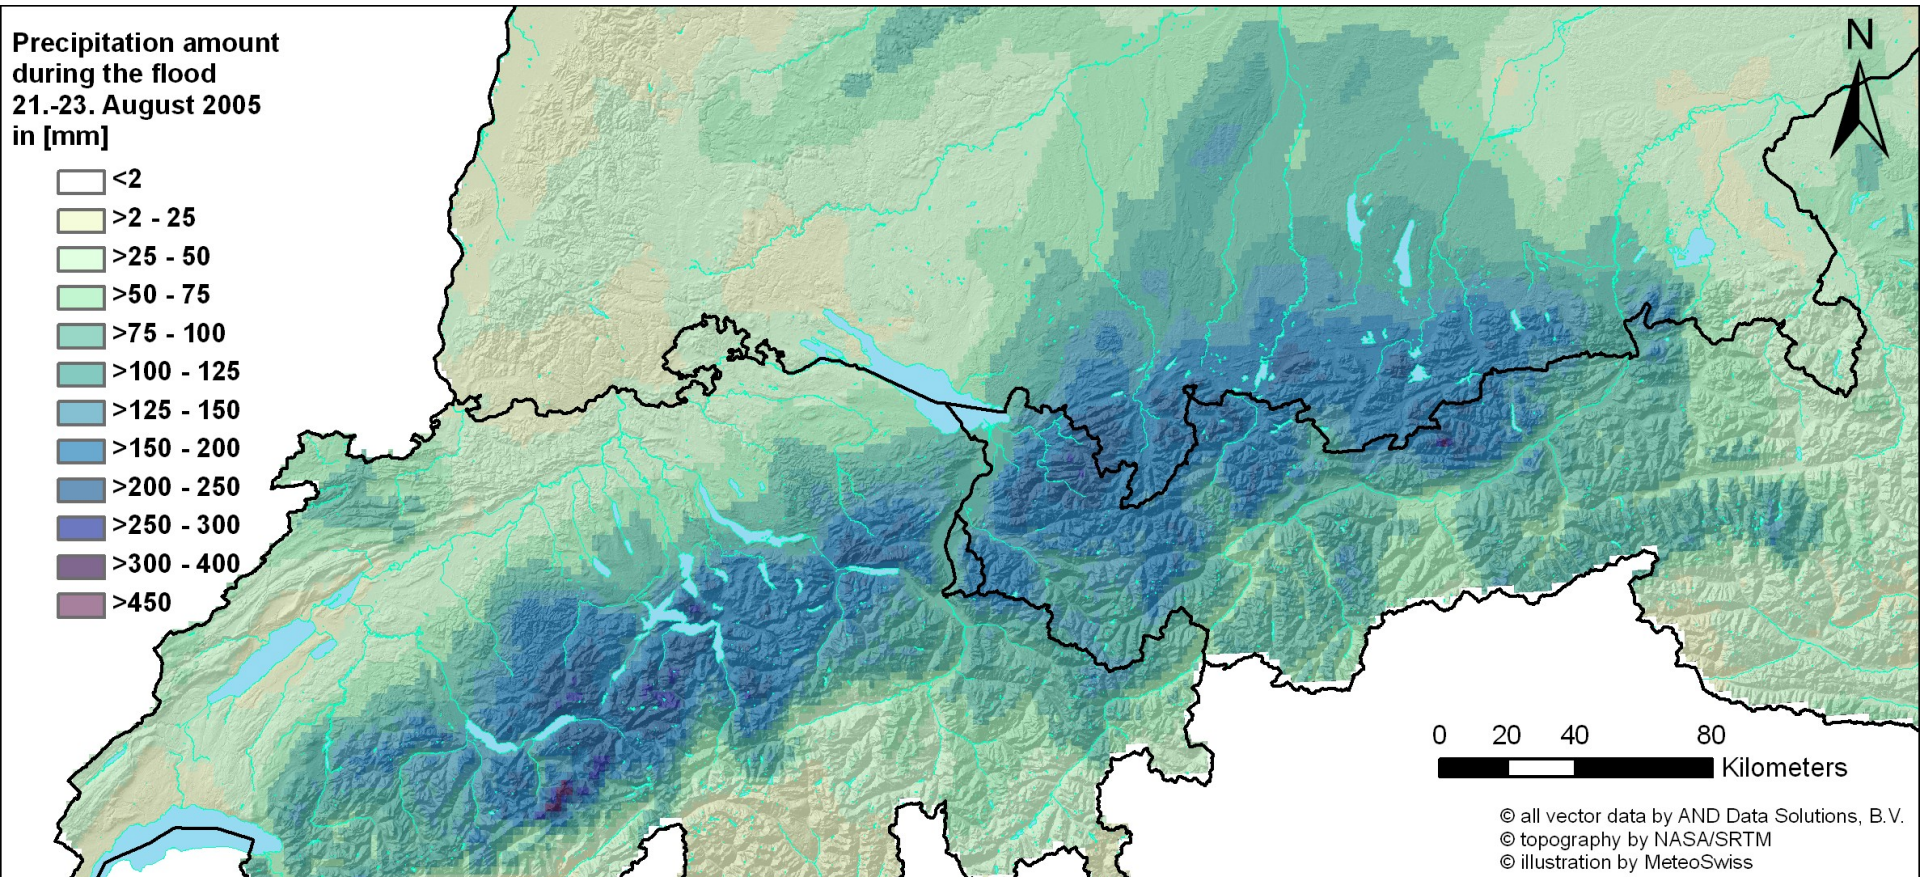 Precipitation amount
during the flood
21.-23. August 2005
in [mm]
<2
>2 - 25
>25 - 50
>50 - 75
>75 - 100
>100 - 125
>125 - 150
>150 - 200
>200 - 250
>250 - 300
>300 - 400
>450
N
0 20 40 80
Kilometers
© all vector data by AND Data Solutions, B.V.
© topography by NASA/SRTM
© illustration by MeteoSwiss